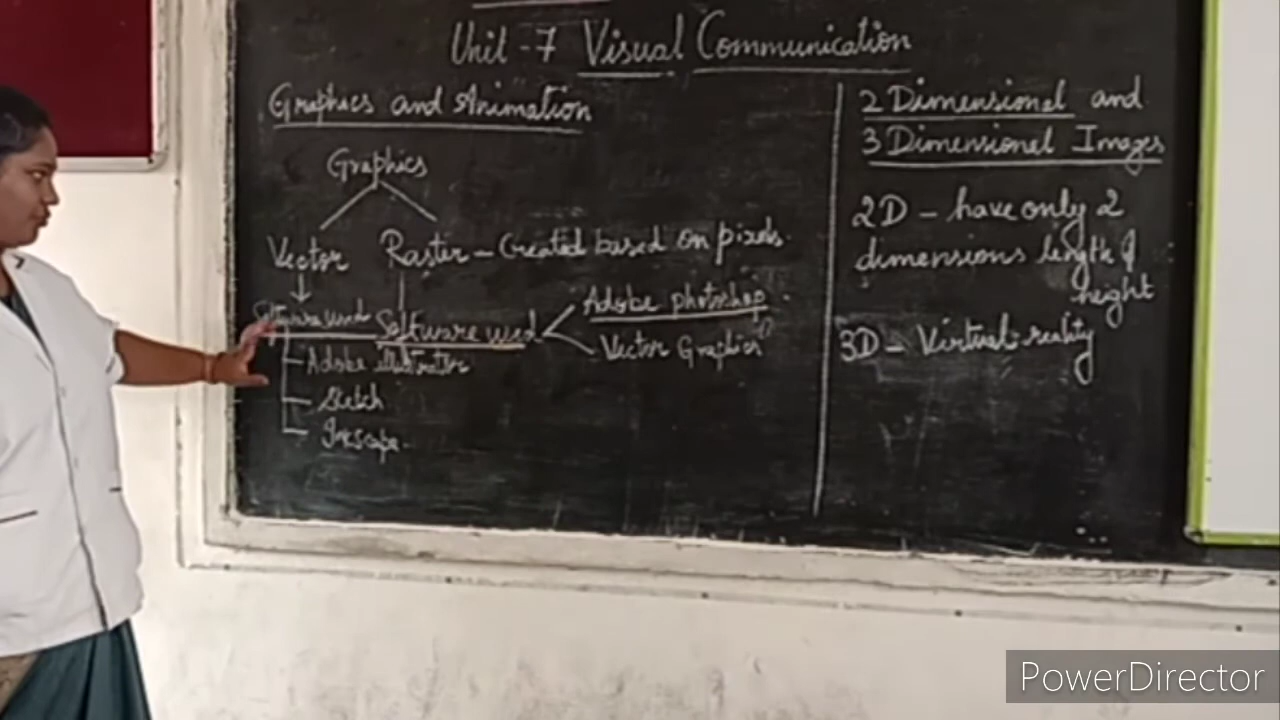 Unit - 7 Visual Communication
Graphics and Animation
Graphics
Vector Raster - Created based on pixels.
Software used Software used
Adobe photoshop
Vector Graphics
Adobe illustrator
Sketch
Inkscape.
2 Dimensional and
3 Dimensional Images
2D - have only 2
dimensions length &
height
3D - Virtual reality
PowerDirector